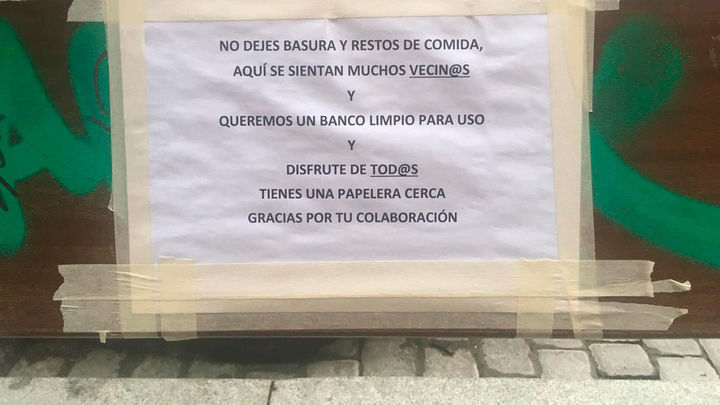 NO DEJES BASURA Y RESTOS DE COMIDA,
AQUÍ SE SIENTAN MUCHOS VECIN@S
Y
QUEREMOS UN BANCO LIMPIO PARA USO
Y
DISFRUTE DE TOD@S
TIENES UNA PAPELERA CERCA
GRACIAS POR TU COLABORACIÓN